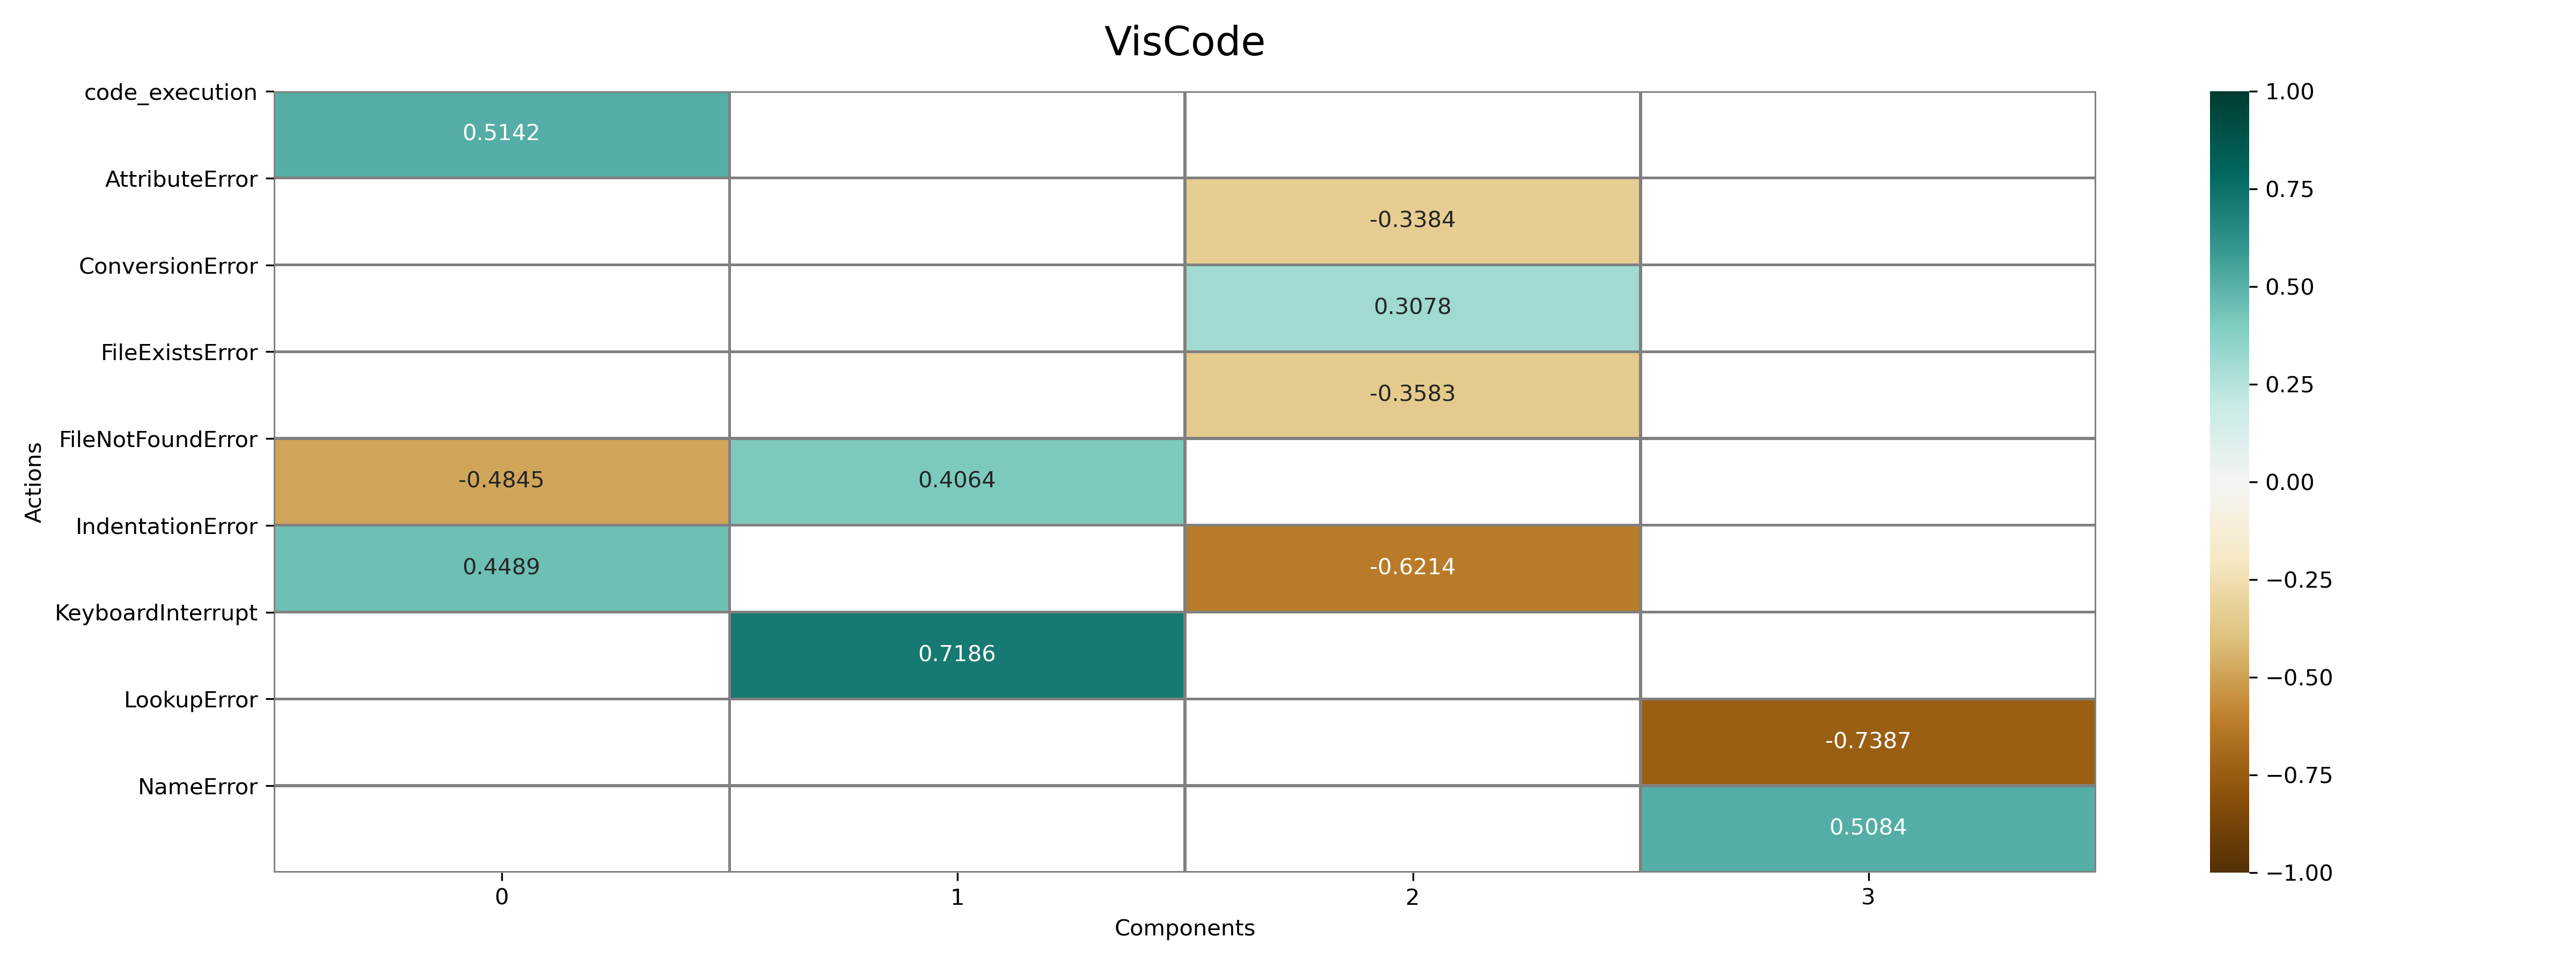 VisCode
code_execution
0.5142
1.00
AttributeError
0.75
-0.3384
ConversionError
0.50
0.3078
FileExistsError
0.25
-0.3583
FileNotFoundError
-0.4845 0.4064
0.00
Actions
IndentationError
0.4489 -0.6214
−0.25
KeyboardInterrupt
0.7186
−0.50
LookupError
-0.7387
−0.75
NameError
0.5084
−1.00
0 1 2 3
Components